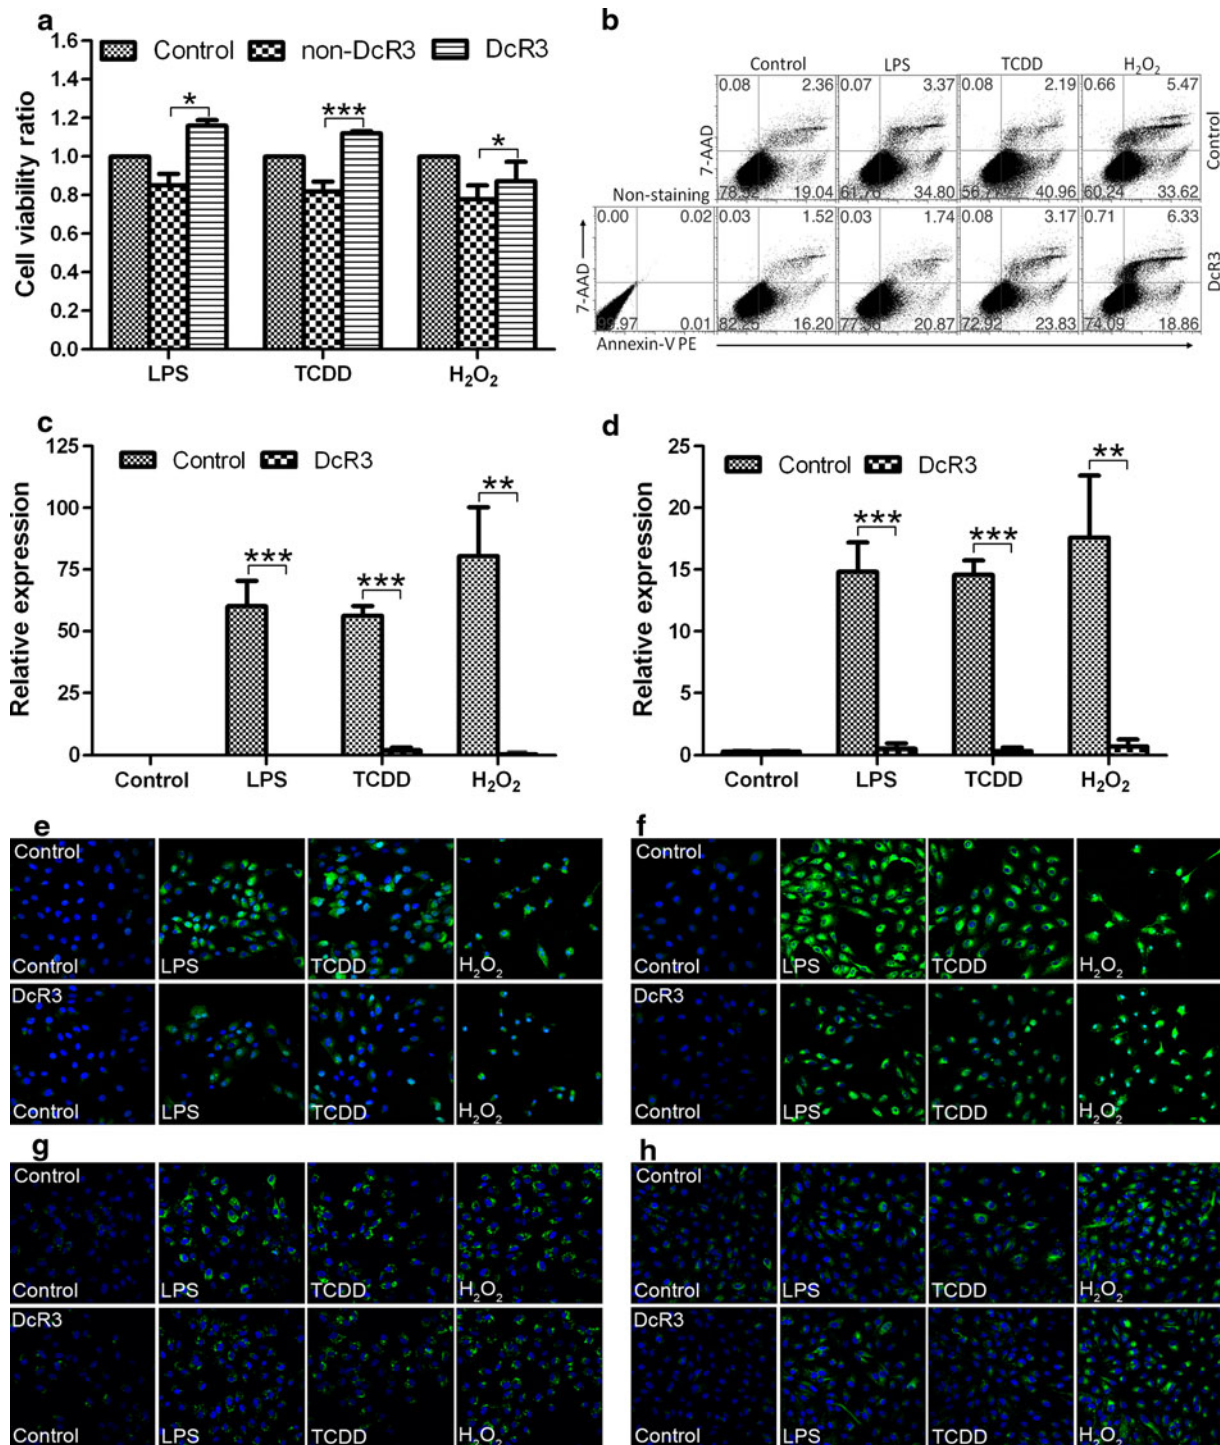 a
1.6
1.4
1.2
1.0
0.8
0.6
0.4
0.2
0.0
Cell viability ratio
Control non-DcR3 DcR3
* *** *
LPS TCDD H₂O₂
b
Control LPS TCDD H₂O₂
0.08 2.36 0.07 3.37 0.08 2.19 0.66 5.47
7-AAD
Control
19.04 34.80 40.96 60.24 33.62
Non-staining
0.00 0.02 0.03 1.52 0.03 1.74 0.08 3.17 0.71 6.33
7-AAD
DcR3
0.01 82.25 16.20 20.87 72.92 23.83 74.09 18.86
Annexin-V PE
c
125
100
75
50
25
0
Relative expression
Control DcR3
*** *** **
Control LPS TCDD H₂O₂
d
25
20
15
10
5
0
Relative expression
Control DcR3
*** *** **
Control LPS TCDD H₂O₂
e
Control
Control LPS TCDD H₂O₂
DcR3
Control LPS TCDD H₂O₂
f
Control
Control LPS TCDD H₂O₂
DcR3
Control LPS TCDD H₂O₂
g
Control
Control LPS TCDD H₂O₂
DcR3
Control LPS TCDD H₂O₂
h
Control
Control LPS TCDD H₂O₂
DcR3
Control LPS TCDD H₂O₂